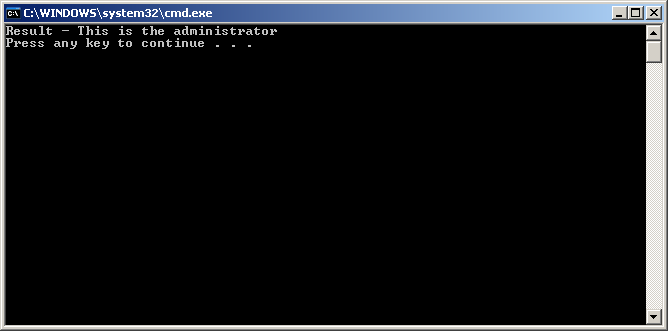 C:\WINDOWS\system32\cmd.exe
Result - This is the administrator
Press any key to continue . . .